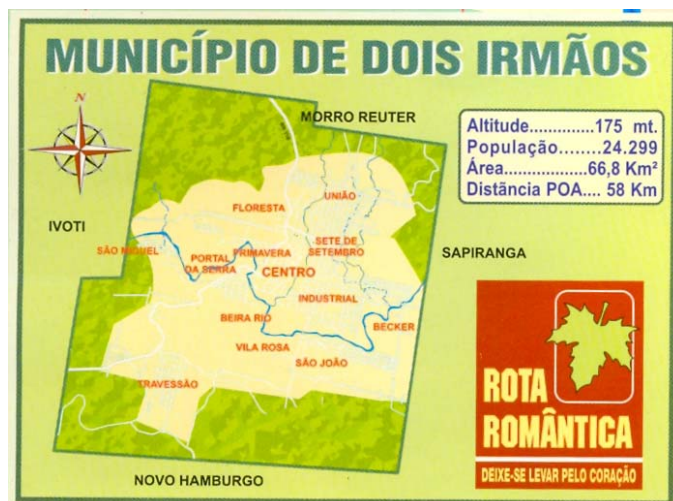 MUNICÍPIO DE DOIS IRMÃOS
N
MORRO REUTER
Altitude..............175 mt.
População........24.299
Área...................66,8 Km²
Distância POA.... 58 Km
IVOTI
UNIÃO
FLORESTA
SÃO MIGUEL
PORTAL
DA SERRA
PRIMAVERA
SETE DE
SETEMBRO
CENTRO
SAPIRANGA
INDUSTRIAL
BEIRA RIO
BECKER
VILA ROSA
SÃO JOÃO
TRAVESSÃO
NOVO HAMBURGO
ROTA
ROMÂNTICA
DEIXE-SE LEVAR PELO CORAÇÃO